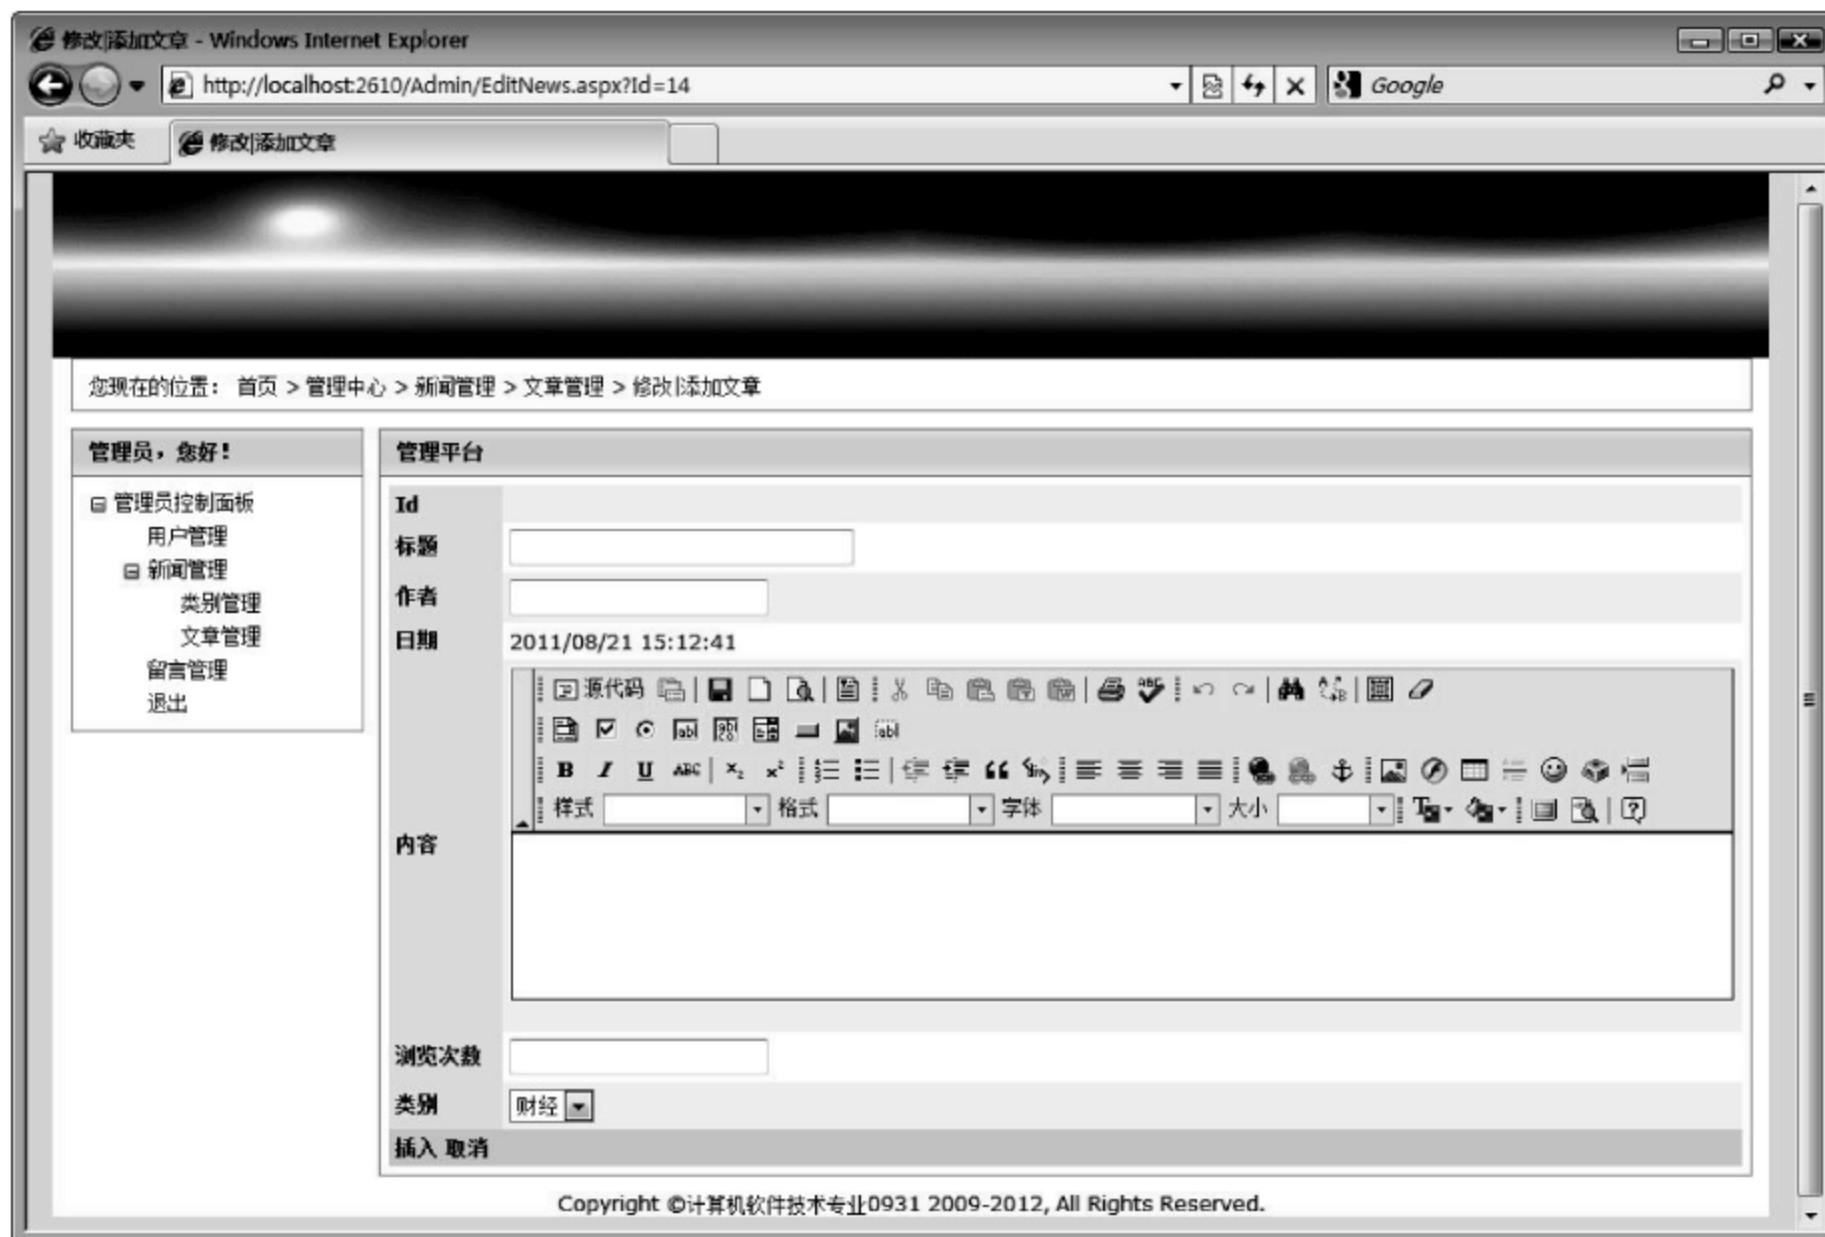 修改|添加文章 - Windows Internet Explorer
http://localhost:2610/Admin/EditNews.aspx?Id=14
Google
收藏夹
修改|添加文章
您现在的位置： 首页 > 管理中心 > 新闻管理 > 文章管理 > 修改|添加文章
管理员，您好！
管理员控制面板
用户管理
新闻管理
类别管理
文章管理
留言管理
退出
管理平台
Id
标题
作者
日期 2011/08/21 15:12:41
源代码
样式 格式 字体 大小
内容
浏览次数
类别 财经
插入 取消
Copyright ©计算机软件技术专业0931 2009-2012, All Rights Reserved.